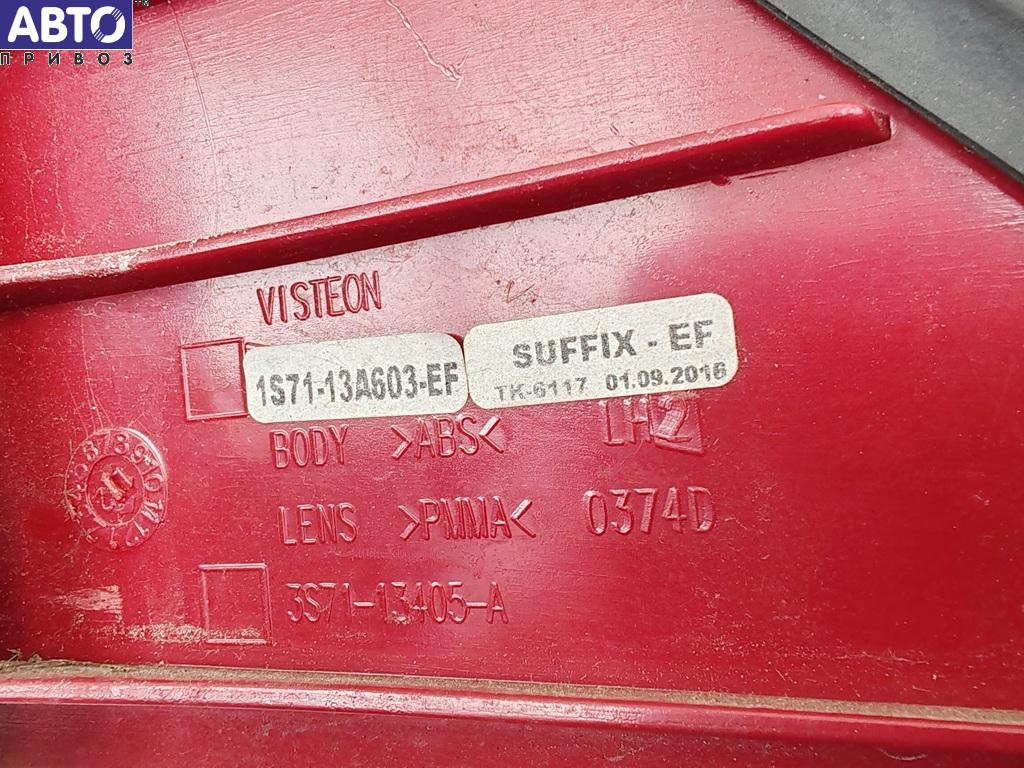 АВТО
ПРИВОЗ
VISTEON
1S71-13A603-EF
SUFFIX - EF
TK-6117 01.09.2016
BODY >ABS< LH2
LENS >PMMA< 0374D
3S71-13405-A